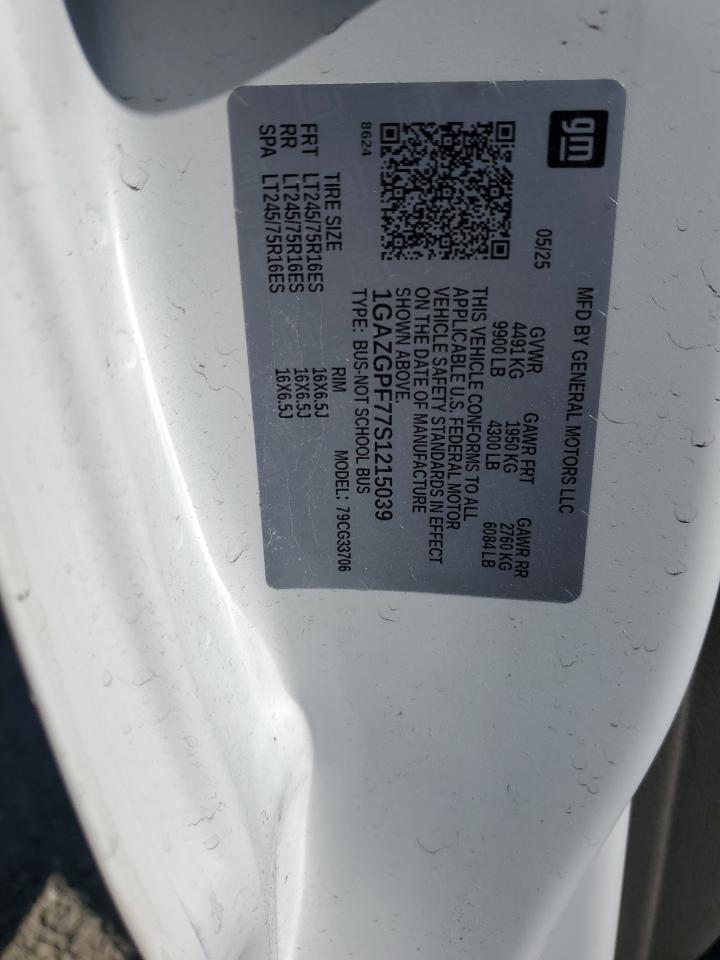 gm
MFD BY GENERAL MOTORS LLC
05/25
GVWR GAWR FRT GAWR RR
4491 KG 1950 KG 2760 KG
9900 LB 4300 LB 6084 LB
THIS VEHICLE CONFORMS TO ALL
APPLICABLE U.S. FEDERAL MOTOR
VEHICLE SAFETY STANDARDS IN EFFECT
ON THE DATE OF MANUFACTURE
SHOWN ABOVE.
8624
1GAZGPF77S1215039
TYPE: BUS-NOT SCHOOL BUS MODEL: 79CG33706
TIRE SIZE RIM
FRT LT245/75R16ES 16X6.5J
RR LT245/75R16ES 16X6.5J
SPA LT245/75R16ES 16X6.5J